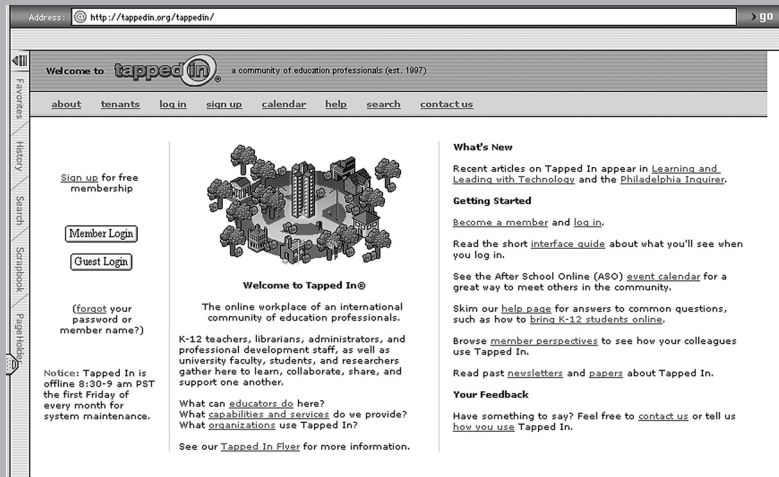 Address: @ http://tappedin.org/tappedin/ › go
Welcome to tapped in ® a community of education professionals (est. 1997)
about tenants log in sign up calendar help search contact us
Favorites
History
Search
Scrapbook
Page Holder
Sign up for free
membership
Member Login
Guest Login
(forgot your
password or
member name?)
Notice: Tapped In is
offline 8:30-9 am PST
the first Friday of
every month for
system maintenance.
Welcome to Tapped In®
The online workplace of an international
community of education professionals.
K-12 teachers, librarians, administrators, and
professional development staff, as well as
university faculty, students, and researchers
gather here to learn, collaborate, share, and
support one another.
What can educators do here?
What capabilities and services do we provide?
What organizations use Tapped In?
See our Tapped In Flyer for more information.
What's New
Recent articles on Tapped In appear in Learning and
Leading with Technology and the Philadelphia Inquirer.
Getting Started
Become a member and log in.
Read the short interface guide about what you'll see when
you log in.
See the After School Online (ASO) event calendar for a
great way to meet others in the community.
Skim our help page for answers to common questions,
such as how to bring K-12 students online.
Browse member perspectives to see how your colleagues
use Tapped In.
Read past newsletters and papers about Tapped In.
Your Feedback
Have something to say? Feel free to contact us or tell us
how you use Tapped In.